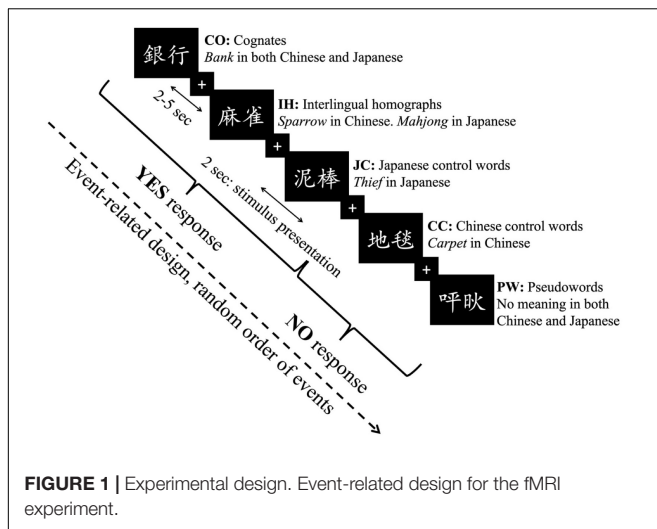 銀行
CO: Cognates
Bank in both Chinese and Japanese
+
2-5 sec
麻雀
IH: Interlingual homographs
Sparrow in Chinese. Mahjong in Japanese
+
2 sec: stimulus presentation
泥棒
JC: Japanese control words
Thief in Japanese
+
地毯
CC: Chinese control words
Carpet in Chinese
+
PW: Pseudowords
No meaning in both
Chinese and Japanese
YES response
NO response
Event-related design, random order of events
FIGURE 1 | Experimental design. Event-related design for the fMRI
experiment.